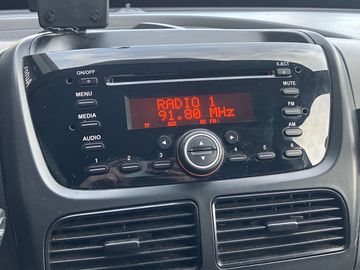 ON/OFF
EJECT
MENU
MUTE
RADIO 1
91.80 MHz
MEDIA
FM
AUDIO
AM
1 2 3 4 5 6